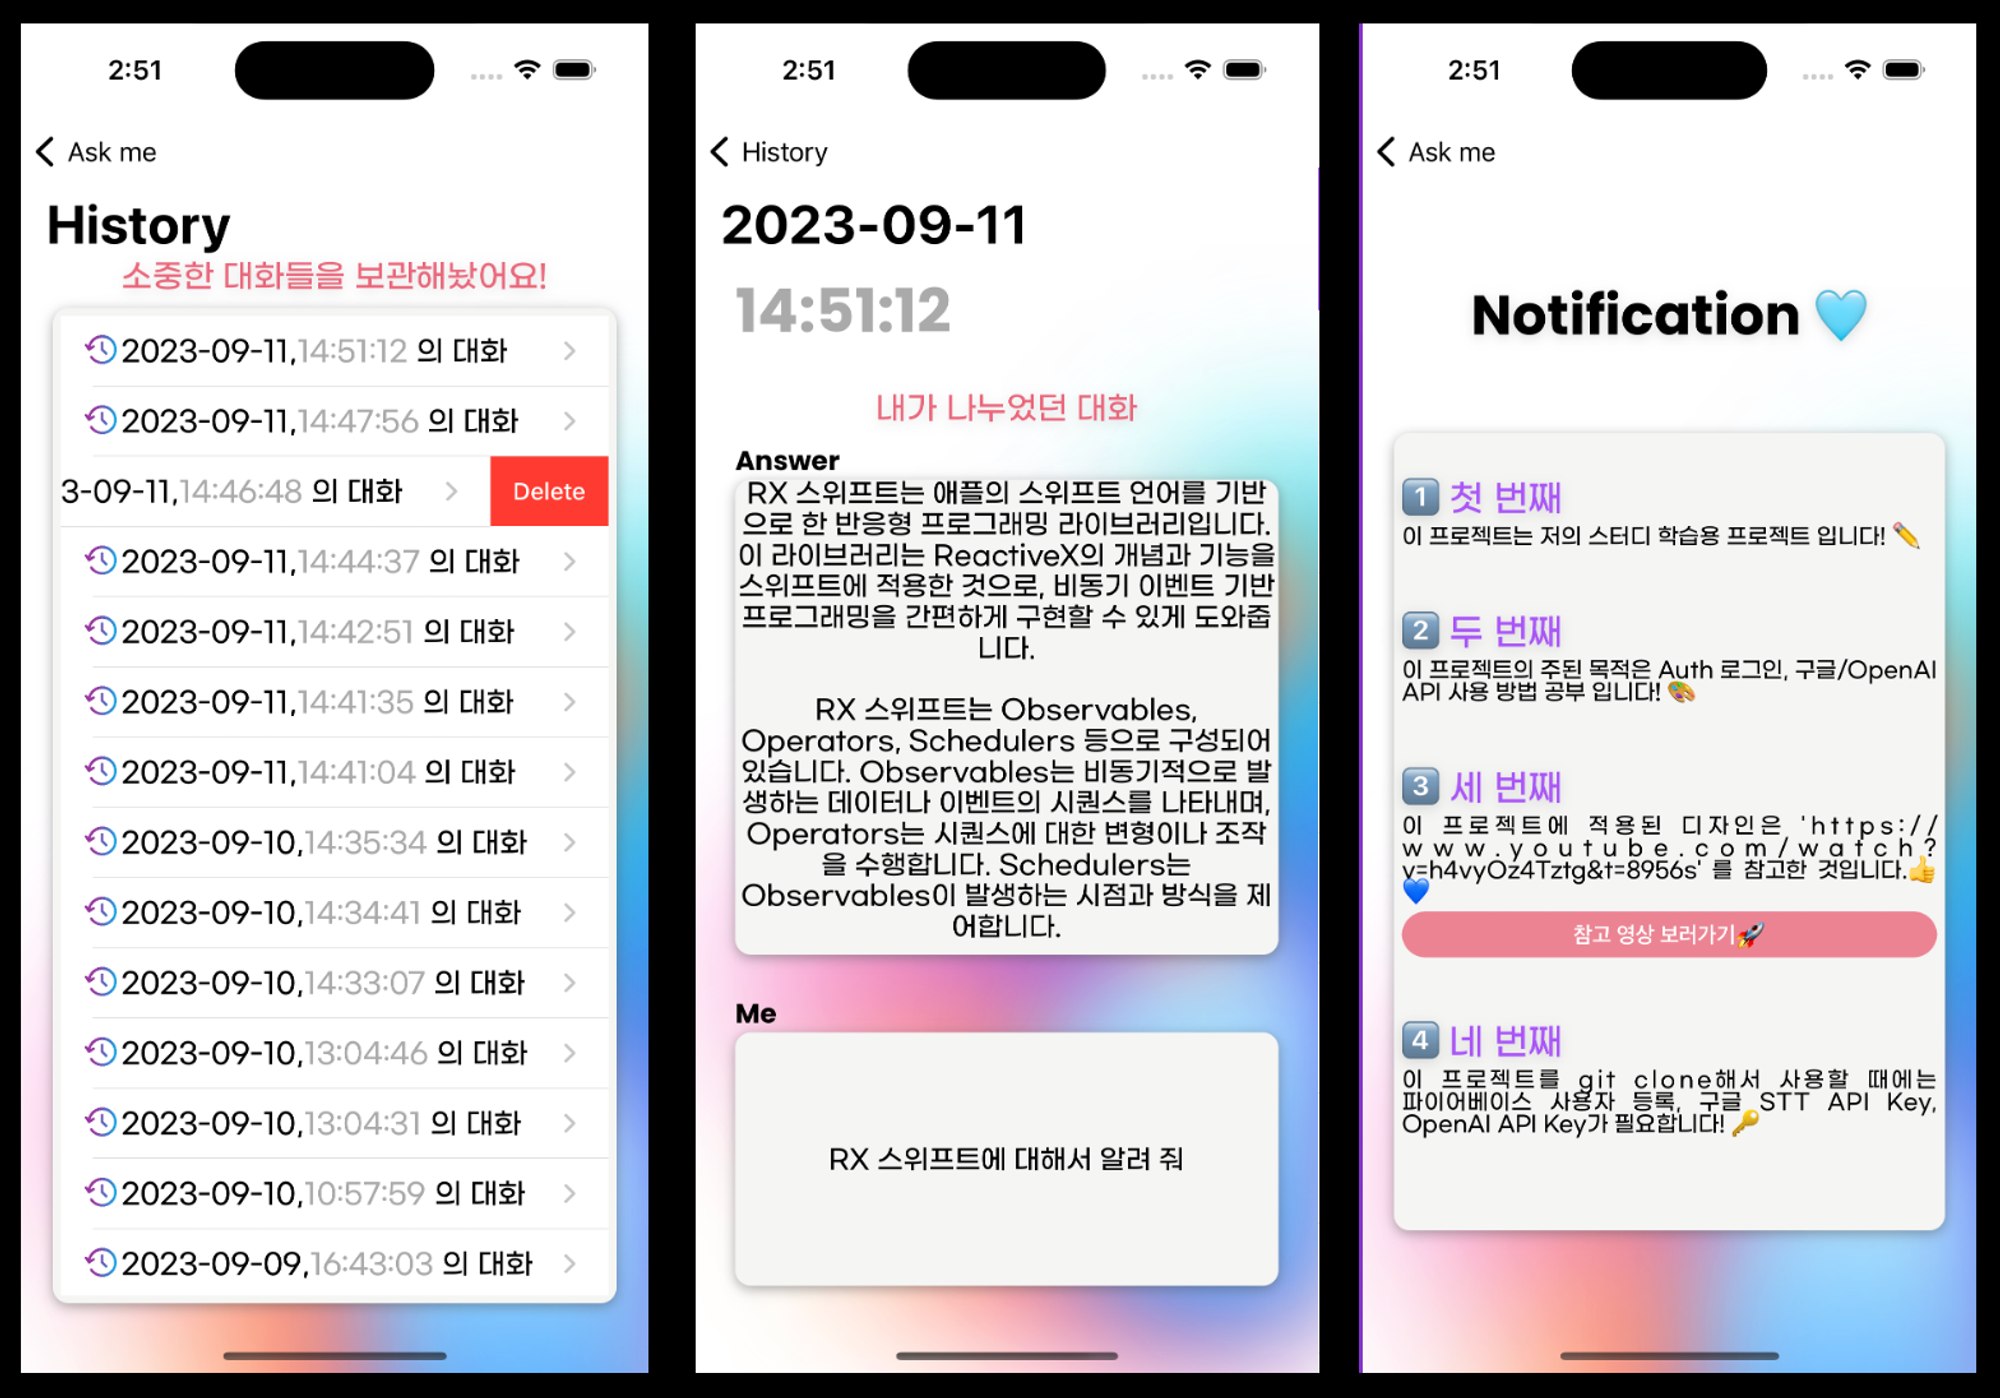 2:51
Ask me
History
소중한 대화들을 보관해놨어요!
2023-09-11,14:51:12 의 대화
2023-09-11,14:47:56 의 대화
3-09-11,14:46:48 의 대화 Delete
2023-09-11,14:44:37 의 대화
2023-09-11,14:42:51 의 대화
2023-09-11,14:41:35 의 대화
2023-09-11,14:41:04 의 대화
2023-09-10,14:35:34 의 대화
2023-09-10,14:34:41 의 대화
2023-09-10,14:33:07 의 대화
2023-09-10,13:04:46 의 대화
2023-09-10,13:04:31 의 대화
2023-09-10,10:57:59 의 대화
2023-09-09,16:43:03 의 대화
2:51
History
2023-09-11
14:51:12
내가 나누었던 대화
Answer
RX 스위프트는 애플의 스위프트 언어를 기반
으로 한 반응형 프로그래밍 라이브러리입니다.
이 라이브러리는 ReactiveX의 개념과 기능을
스위프트에 적용한 것으로, 비동기 이벤트 기반
프로그래밍을 간편하게 구현할 수 있게 도와줍
니다.
RX 스위프트는 Observables,
Operators, Schedulers 등으로 구성되어
있습니다. Observables는 비동기적으로 발
생하는 데이터나 이벤트의 시퀀스를 나타내며,
Operators는 시퀀스에 대한 변형이나 조작
을 수행합니다. Schedulers는
Observables이 발생하는 시점과 방식을 제
어합니다.
Me
RX 스위프트에 대해서 알려 줘
2:51
Ask me
Notification 🩵
1️⃣ 첫 번째
이 프로젝트는 저의 스터디 학습용 프로젝트 입니다! ✏️
2️⃣ 두 번째
이 프로젝트의 주된 목적은 Auth 로그인, 구글/OpenAI
API 사용 방법 공부 입니다! 🎨
3️⃣ 세 번째
이 프로젝트에 적용된 디자인은 'https://
www.youtube.com/watch?
v=h4vyOz4Tztg&t=8956s' 를 참고한 것입니다.👍
💙
참고 영상 보러가기🚀
4️⃣ 네 번째
이 프로젝트를 git clone해서 사용할 때에는
파이어베이스 사용자 등록, 구글 STT API Key,
OpenAI API Key가 필요합니다! 🔑